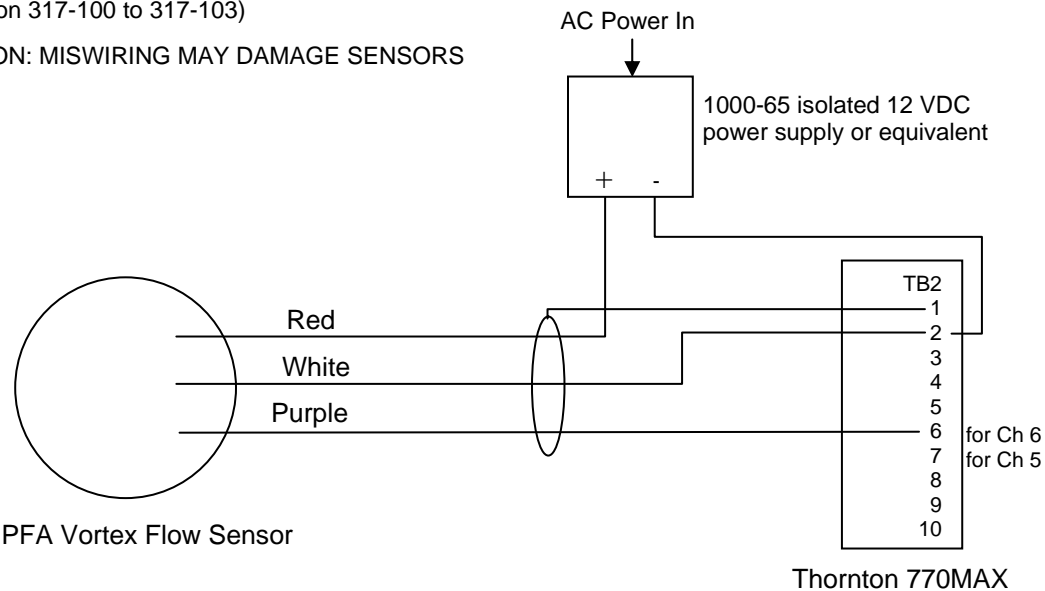 on 317-100 to 317-103)
ON: MISWIRING MAY DAMAGE SENSORS
AC Power In
1000-65 isolated 12 VDC
power supply or equivalent
+ -
TB2
1
2
3
4
5
6 for Ch 6
7 for Ch 5
8
9
10
Red
White
Purple
PFA Vortex Flow Sensor
Thornton 770MAX